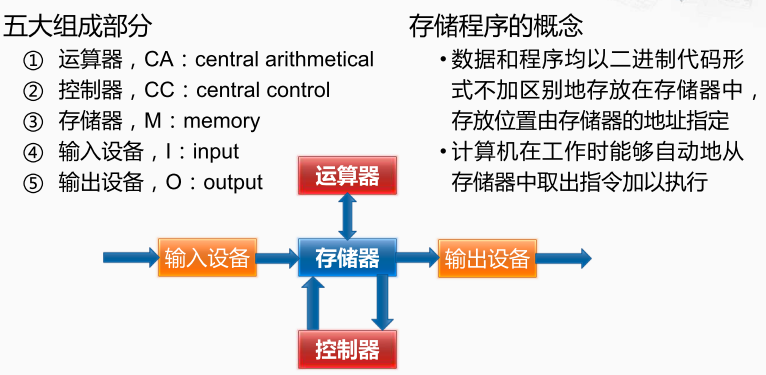 五大组成部分
① 运算器，CA：central arithmetical
② 控制器，CC：central control
③ 存储器，M：memory
④ 输入设备，I：input
⑤ 输出设备，O：output
存储程序的概念
•数据和程序均以二进制代码形
式不加区别地存放在存储器中，
存放位置由存储器的地址指定
•计算机在工作时能够自动地从
存储器中取出指令加以执行
运算器
输入设备
存储器
输出设备
控制器